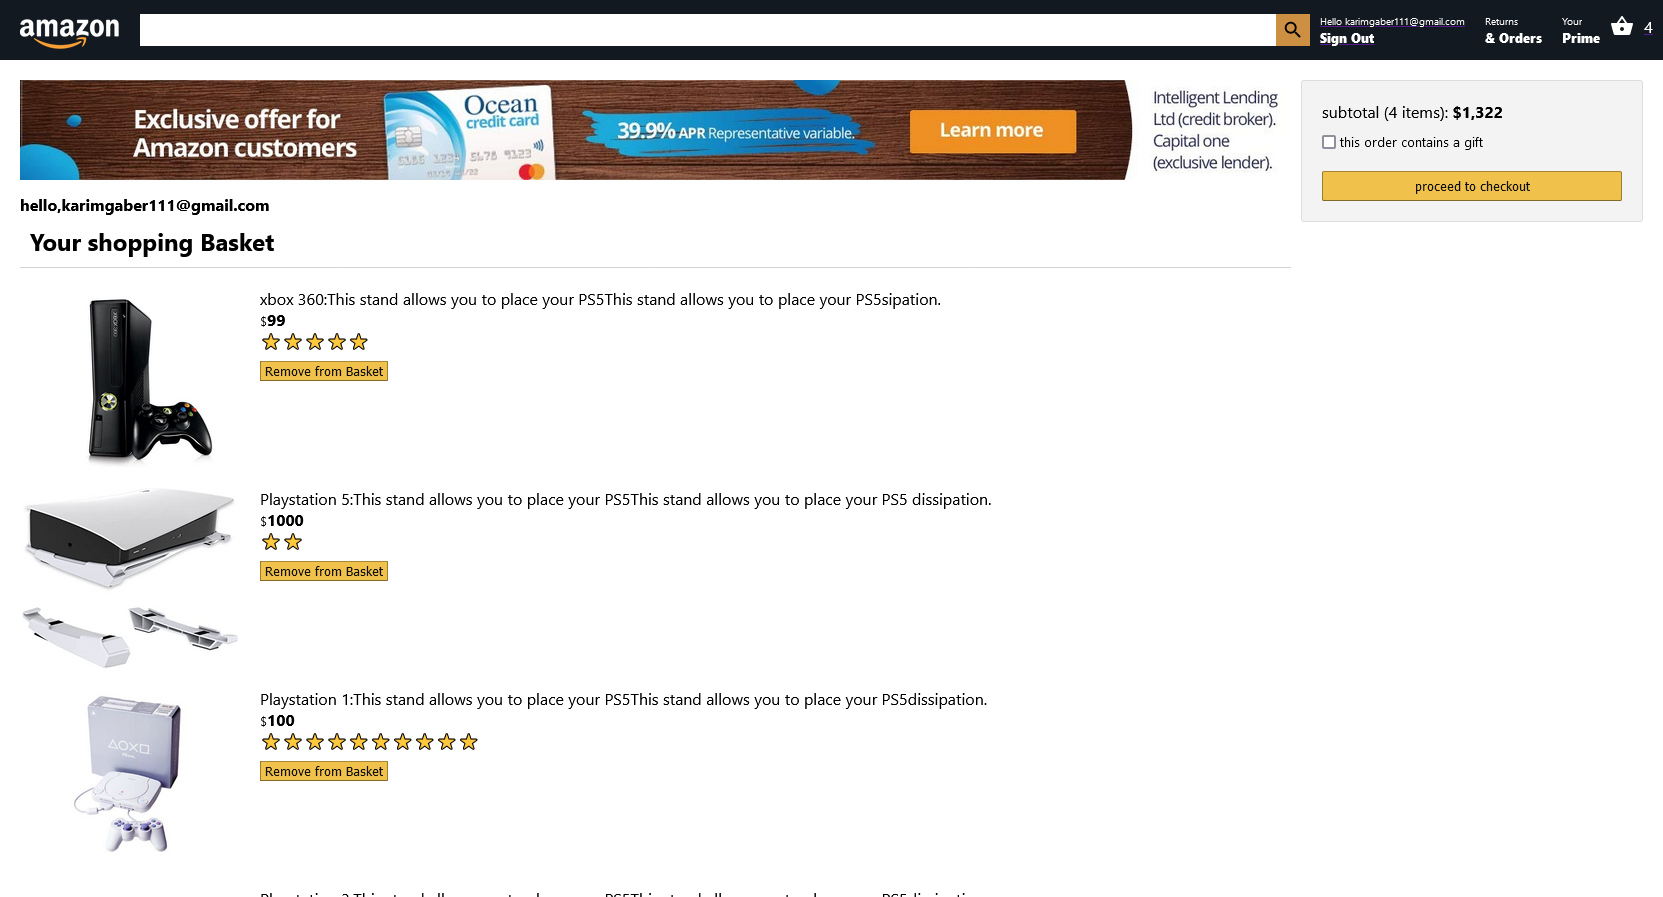 amazon
Hello karimgaber111@gmail.com
Sign Out
Returns
& Orders
Your
Prime
4
Exclusive offer for
Amazon customers
Ocean
credit card
39.9% APR Representative variable.
Learn more
Intelligent Lending
Ltd (credit broker).
Capital one
(exclusive lender).
subtotal (4 items): $1,322
this order contains a gift
proceed to checkout
hello,karimgaber111@gmail.com
Your shopping Basket
xbox 360:This stand allows you to place your PS5This stand allows you to place your PS5sipation.
$99
Remove from Basket
Playstation 5:This stand allows you to place your PS5This stand allows you to place your PS5 dissipation.
$1000
Remove from Basket
Playstation 1:This stand allows you to place your PS5This stand allows you to place your PS5dissipation.
$100
Remove from Basket